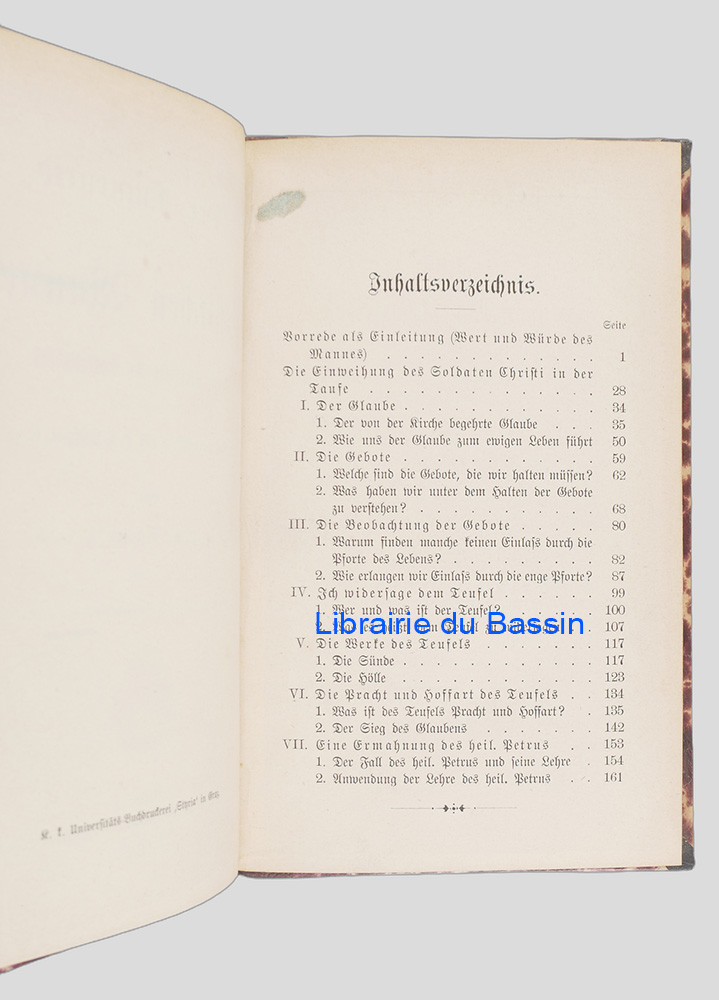 K. k. Universitäts-Buchdruckerei „Styria“ in Graz.
Inhaltsverzeichnis.
Seite
Vorrede als Einleitung (Wert und Würde des
Mannes) . . . . . . . . . . . . . 1
Die Einweihung des Soldaten Christi in der
Taufe . . . . . . . . . . . . . . 28
I. Der Glaube . . . . . . . . . . . . 34
1. Der von der Kirche begehrte Glaube . . . 35
2. Wie uns der Glaube zum ewigen Leben führt 50
II. Die Gebote . . . . . . . . . . . . 59
1. Welche sind die Gebote, die wir halten müssen? 62
2. Was haben wir unter dem Halten der Gebote
zu verstehen? . . . . . . . . . . . 68
III. Die Beobachtung der Gebote . . . . . 80
1. Warum finden manche keinen Einlass durch die
Pforte des Lebens? . . . . . . . . . 82
2. Wie erlangen wir Einlass durch die enge Pforte? 87
IV. Ich widersage dem Teufel . . . . . . 99
1. Wer und was ist der Teufel? . . . . . . 100
2. 107
Librairie du Bassin
V. Die Werke des Teufels . . . . . . . 117
1. Die Sünde . . . . . . . . . . . . 117
2. Die Hölle . . . . . . . . . . . . 123
VI. Die Pracht und Hoffart des Teufels . . 134
1. Was ist des Teufels Pracht und Hoffart? . 135
2. Der Sieg des Glaubens . . . . . . . 142
VII. Eine Ermahnung des heil. Petrus . . 153
1. Der Fall des heil. Petrus und seine Lehre . 154
2. Anwendung der Lehre des heil. Petrus . . 161